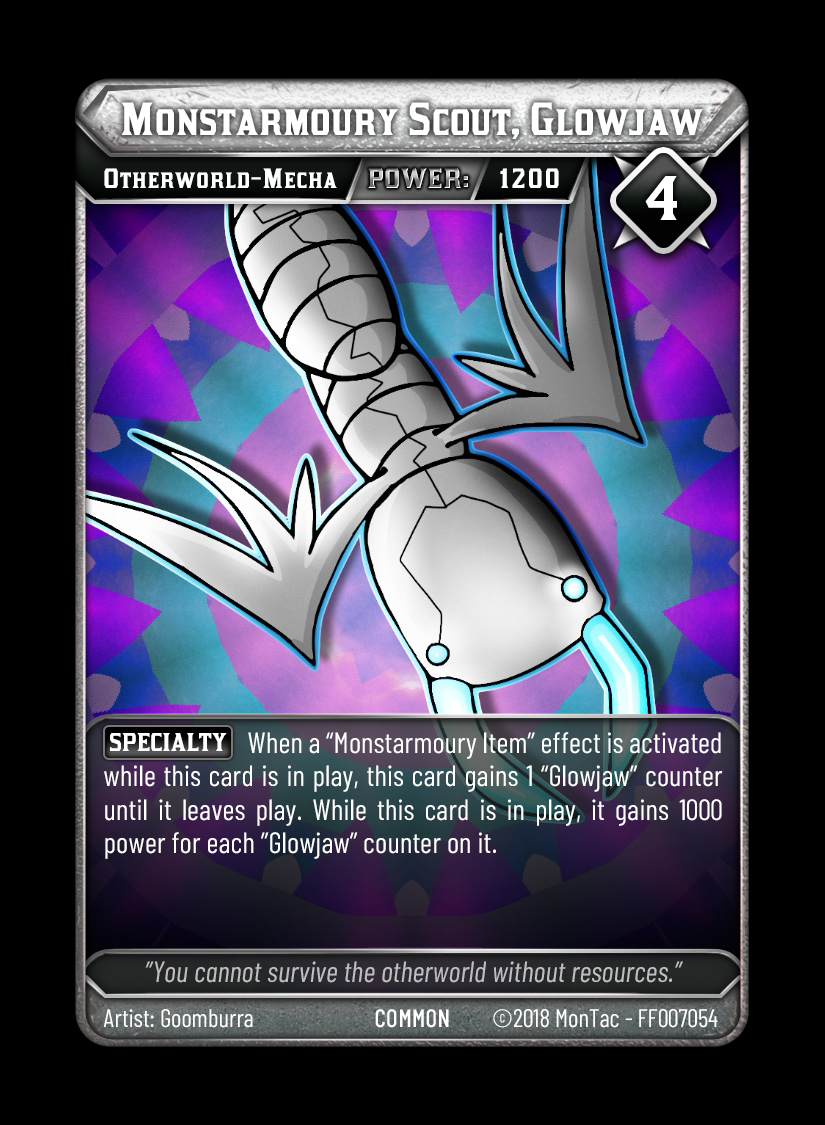 Monstarmoury Scout, Glowjaw
Otherworld-Mecha POWER: 1200
4
SPECIALTY When a “Monstarmoury Item” effect is activated
while this card is in play, this card gains 1 “Glowjaw” counter
until it leaves play. While this card is in play, it gains 1000
power for each ”Glowjaw” counter on it.
“You cannot survive the otherworld without resources.”
Artist: Goomburra COMMON ©2018 MonTac - FF007054